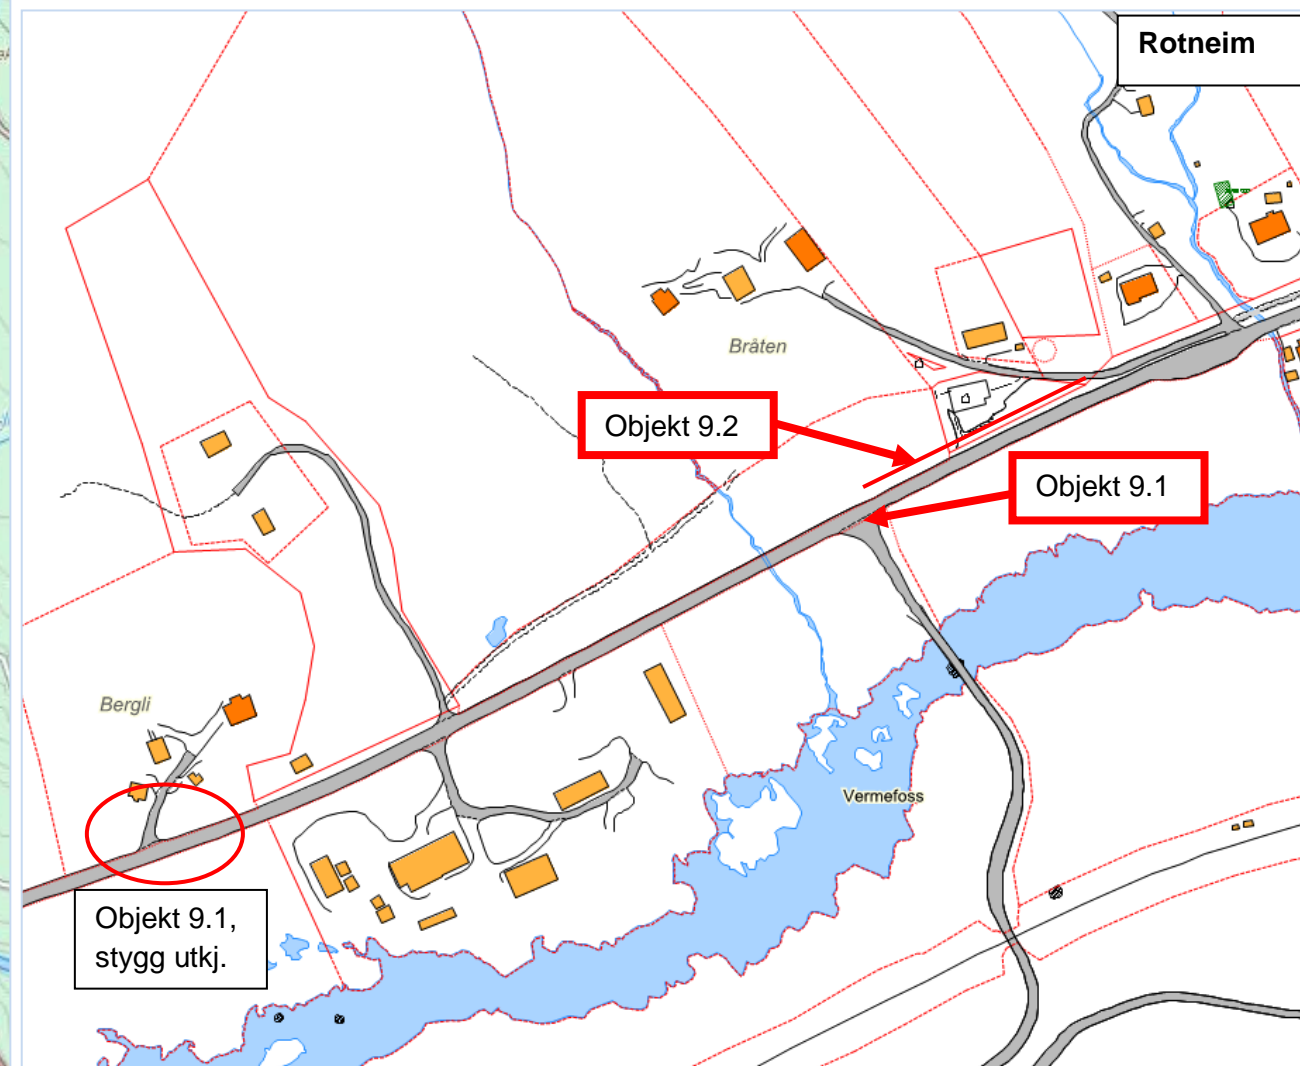 Rotneim
Bråten
Objekt 9.2
Objekt 9.1
Bergli
Vermefoss
Objekt 9.1,
stygg utkj.